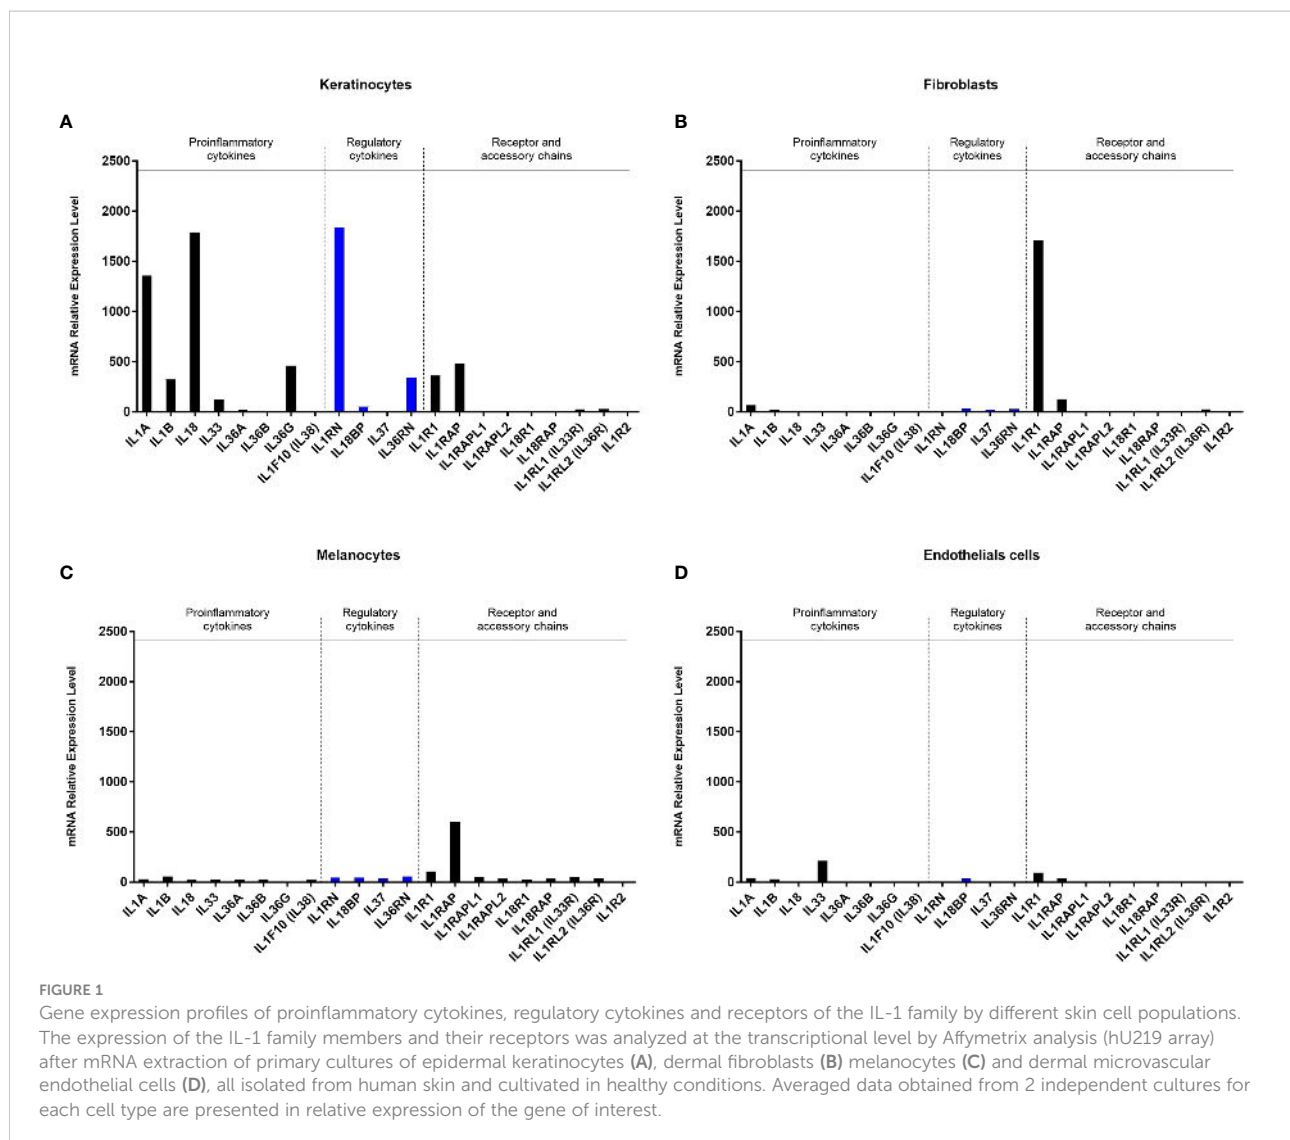 Keratinocytes
A
Proinflammatory
cytokines
Regulatory
cytokines
Receptor and
accessory chains
mRNA Relative Expression Level
2500
2000
1500
1000
500
0
IL1A
IL1B
IL18
IL33
IL36A
IL36B
IL36G
IL1F10 (IL38)
IL1RN
IL18BP
IL37
IL36RN
IL1R1
IL1RAP
IL1RAPL1
IL1RAPL2
IL18R1
IL18RAP
IL1RL1 (IL33R)
IL1RL2 (IL36R)
IL1R2
Fibroblasts
B
Proinflammatory
cytokines
Regulatory
cytokines
Receptor and
accessory chains
mRNA Relative Expression Level
2500
2000
1500
1000
500
0
IL1A
IL1B
IL18
IL33
IL36A
IL36B
IL36G
IL1F10 (IL38)
IL1RN
IL18BP
IL37
IL36RN
IL1R1
IL1RAP
IL1RAPL1
IL1RAPL2
IL18R1
IL18RAP
IL1RL1 (IL33R)
IL1RL2 (IL36R)
IL1R2
Melanocytes
C
Proinflammatory
cytokines
Regulatory
cytokines
Receptor and
accessory chains
mRNA Relative Expression Level
2500
2000
1500
1000
500
0
IL1A
IL1B
IL18
IL33
IL36A
IL36B
IL36G
IL1F10 (IL38)
IL1RN
IL18BP
IL37
IL36RN
IL1R1
IL1RAP
IL1RAPL1
IL1RAPL2
IL18R1
IL18RAP
IL1RL1 (IL33R)
IL1RL2 (IL36R)
IL1R2
Endothelials cells
D
Proinflammatory
cytokines
Regulatory
cytokines
Receptor and
accessory chains
mRNA Relative Expression Level
2500
2000
1500
1000
500
0
IL1A
IL1B
IL18
IL33
IL36A
IL36B
IL36G
IL1F10 (IL38)
IL1RN
IL18BP
IL37
IL36RN
IL1R1
IL1RAP
IL1RAPL1
IL1RAPL2
IL18R1
IL18RAP
IL1RL1 (IL33R)
IL1RL2 (IL36R)
IL1R2
FIGURE 1
Gene expression profiles of proinflammatory cytokines, regulatory cytokines and receptors of the IL-1 family by different skin cell populations.
The expression of the IL-1 family members and their receptors was analyzed at the transcriptional level by Affymetrix analysis (hU219 array)
after mRNA extraction of primary cultures of epidermal keratinocytes (A), dermal fibroblasts (B) melanocytes (C) and dermal microvascular
endothelial cells (D), all isolated from human skin and cultivated in healthy conditions. Averaged data obtained from 2 independent cultures for
each cell type are presented in relative expression of the gene of interest.